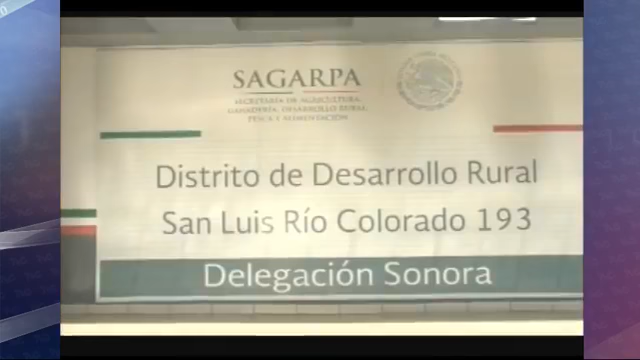 SAGARPA
SECRETARÍA DE AGRICULTURA,
GANADERÍA, DESARROLLO RURAL,
PESCA Y ALIMENTACIÓN
Distrito de Desarrollo Rural
San Luis Río Colorado 193
Delegación Sonora